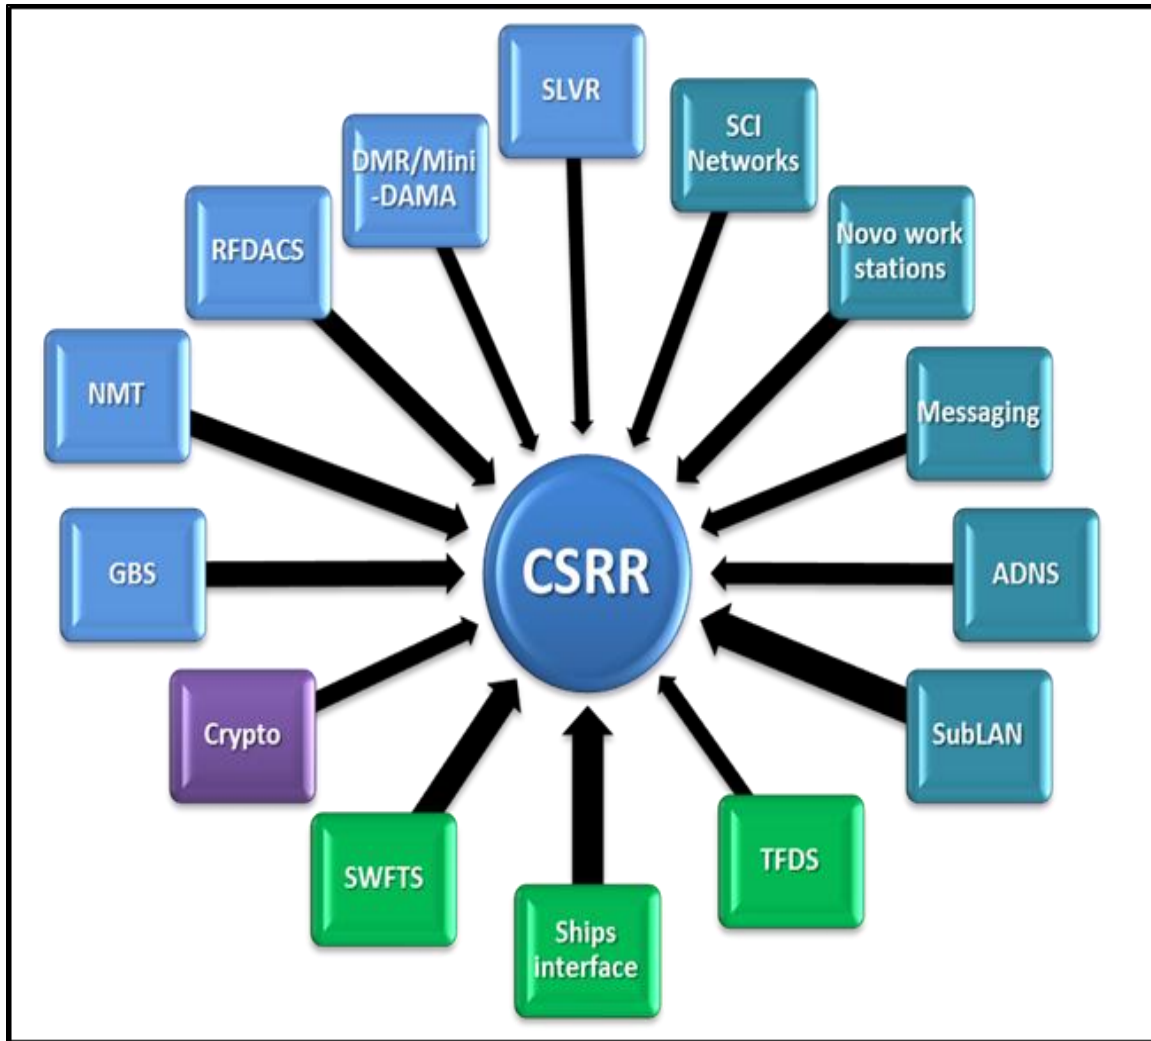 SLVR
SCI
Networks
DMR/Mini
-DAMA
Novo work
stations
RFDACS
NMT
Messaging
CSRR
GBS
ADNS
Crypto
SubLAN
SWFTS
TFDS
Ships
interface